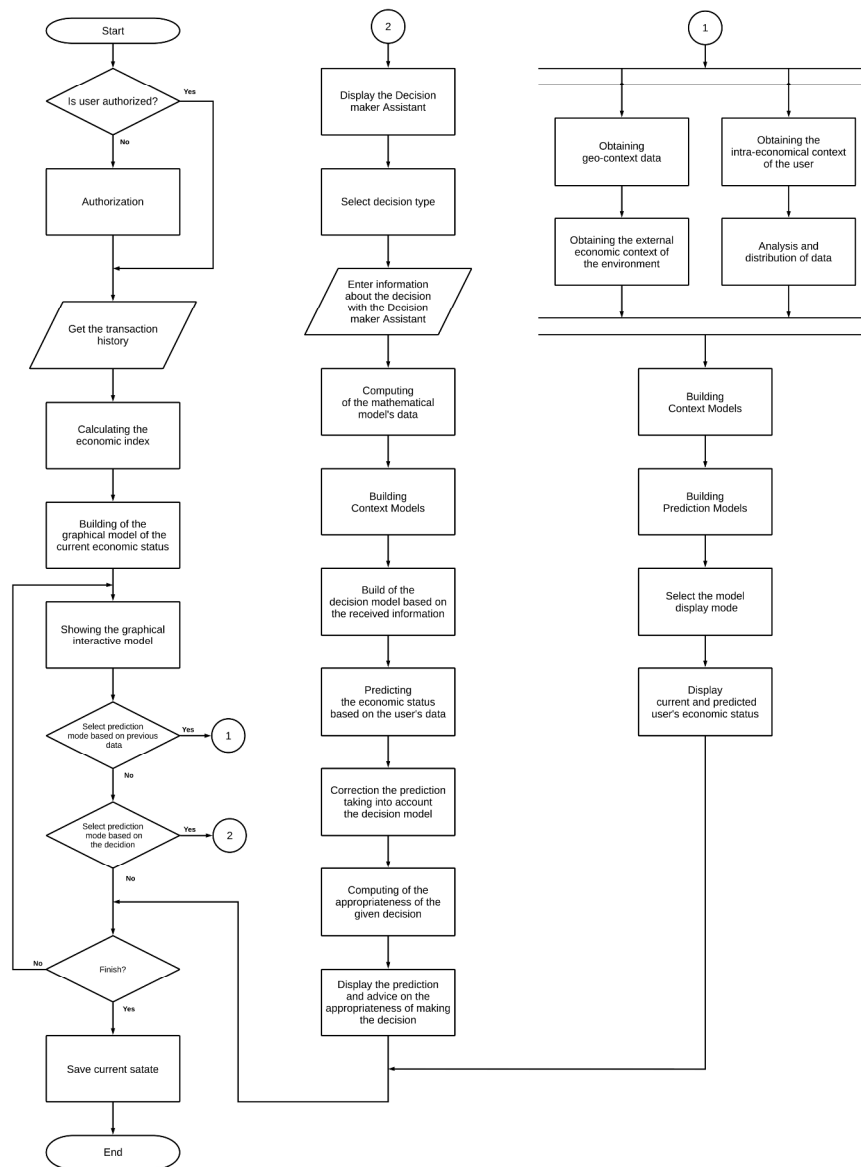 Start
Is user authorized?
Yes
No
Authorization
Get the transaction
history
Calculating the
economic index
Building of the
graphical model of the
current economic status
Showing the graphical
interactive model
Select prediction
mode based on previous
data
Yes
1
No
Select prediction
mode based on
the decidion
Yes
2
No
Finish?
No
Yes
Save current satate
End
2
Display the Decision
maker Assistant
Select decision type
Enter information
about the decision
with the Decision
maker Assistant
Computing
of the mathematical
model's data
Building
Context Models
Build of the
decision model based on
the received information
Predicting
the economic status
based on the user's data
Correction the prediction
taking into account
the decision model
Computing of the
appropriateness of the
given decision
Display the prediction
and advice on the
appropriateness of making
the decision
1
Obtaining
geo-context data
Obtaining the external
economic context of
the environment
Obtaining the
intra-economical context
of the user
Analysis and
distribution of data
Building
Context Models
Building
Prediction Models
Select the model
display mode
Display
current and predicted
user's economic status